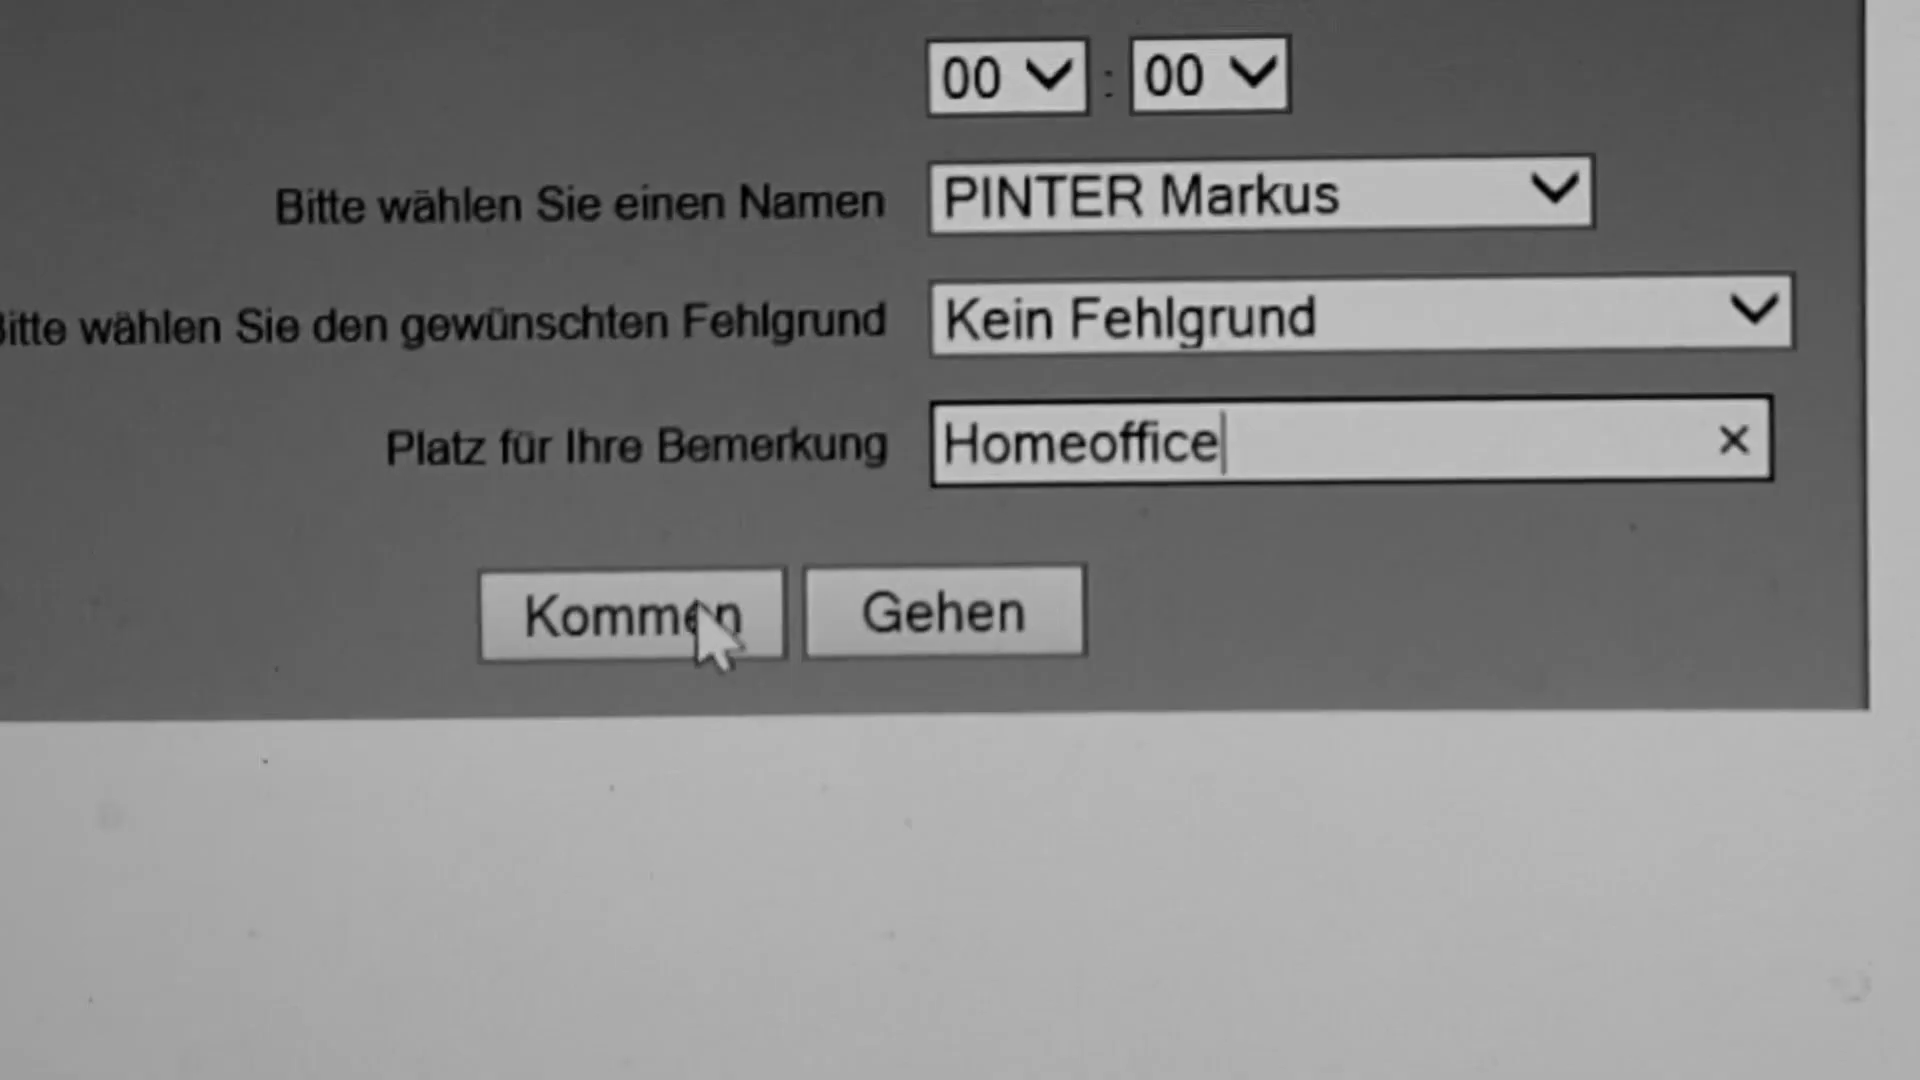 00 : 00
Bitte wählen Sie einen Namen PINTER Markus
Bitte wählen Sie den gewünschten Fehlgrund Kein Fehlgrund
Platz für Ihre Bemerkung Homeoffice
Kommen Gehen